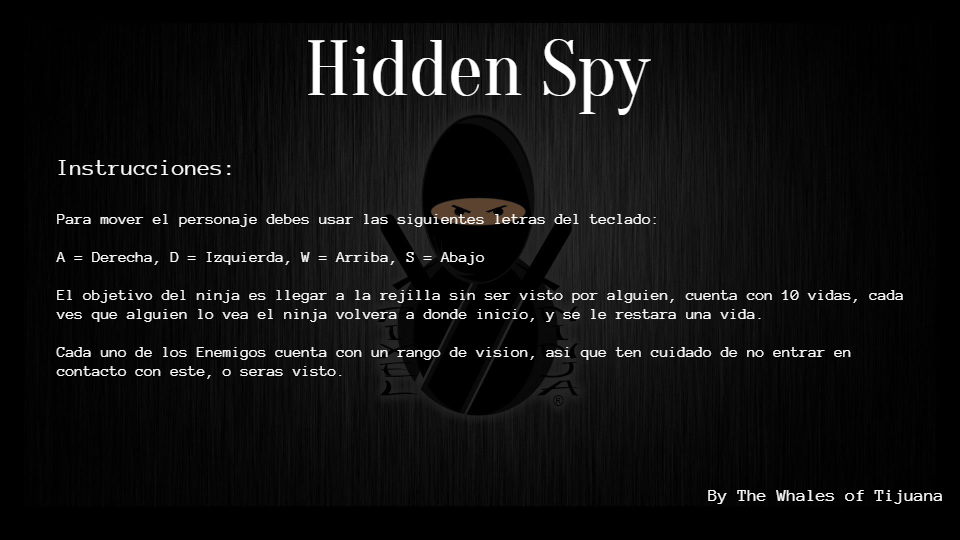 Hidden Spy
Instrucciones:
Para mover el personaje debes usar las siguientes letras del teclado:
A = Derecha, D = Izquierda, W = Arriba, S = Abajo
El objetivo del ninja es llegar a la rejilla sin ser visto por alguien, cuenta con 10 vidas, cada
ves que alguien lo vea el ninja volvera a donde inicio, y se le restara una vida.
Cada uno de los Enemigos cuenta con un rango de vision, asi que ten cuidado de no entrar en
contacto con este, o seras visto.
®
By The Whales of Tijuana